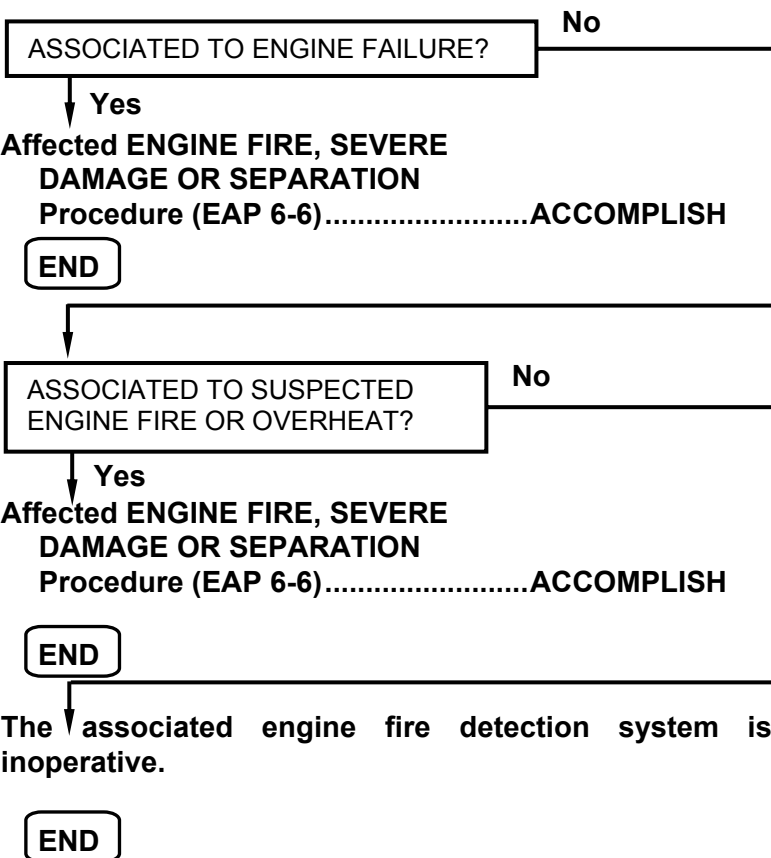 No
ASSOCIATED TO ENGINE FAILURE?
Yes
Affected ENGINE FIRE, SEVERE
DAMAGE OR SEPARATION
Procedure (EAP 6-6).........................ACCOMPLISH
END
ASSOCIATED TO SUSPECTED
ENGINE FIRE OR OVERHEAT?
No
Yes
Affected ENGINE FIRE, SEVERE
DAMAGE OR SEPARATION
Procedure (EAP 6-6).........................ACCOMPLISH
END
The associated engine fire detection system is
inoperative.
END